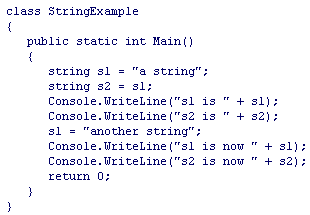 class StringExample
{
   public static int Main()
   {
      string s1 = "a string";
      string s2 = s1;
      Console.WriteLine("s1 is " + s1);
      Console.WriteLine("s2 is " + s2);
      s1 = "another string";
      Console.WriteLine("s1 is now " + s1);
      Console.WriteLine("s2 is now " + s2);
      return 0;
   }
}